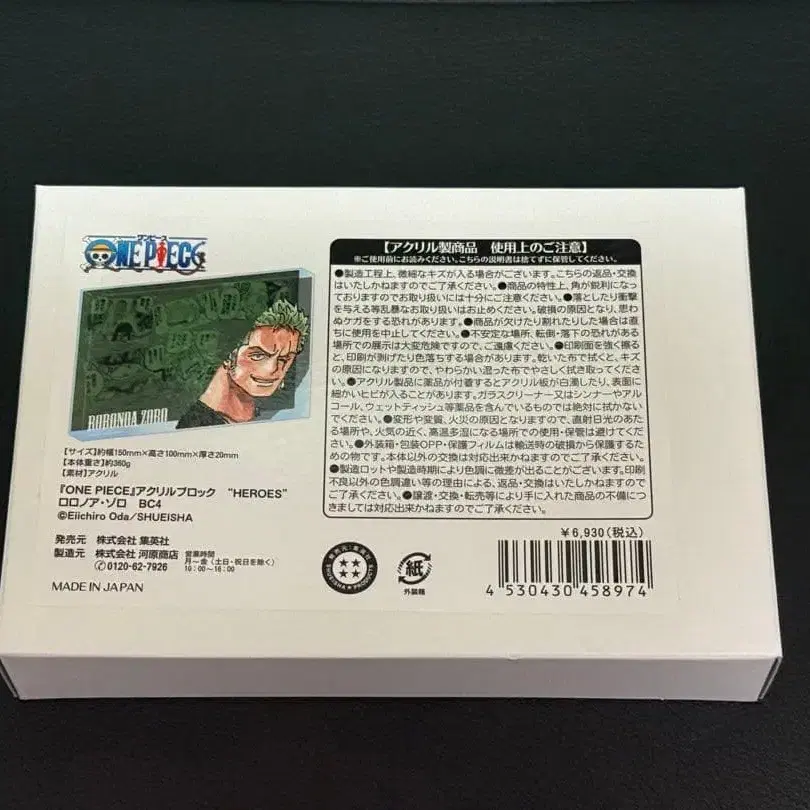 ワンピース
ONE PIECE
RORONOA ZORO
【サイズ】約幅150mm×高さ100mm×厚さ20mm
【本体重さ】約360g
【素材】アクリル
『ONE PIECE』アクリルブロック "HEROES"
ロロノア・ゾロ BC4
©Eiichiro Oda/SHUEISHA
発売元 株式会社 集英社
製造元 株式会社 河原商店
営業時間
月~金（土日・祝日を除く）
10:00~16:00
0120-62-7926
MADE IN JAPAN
【アクリル製商品 使用上のご注意】
※ご使用前にお読みください。こちらの説明書は捨てずに保管してください。
●製造工程上、微細なキズが入る場合がございます。こちらの返品・交換
はいたしかねますのでご了承ください。●商品の特性上、角が鋭利になっ
ておりますのでお取り扱いには十分にご注意ください。●落としたり衝撃
を与える等乱暴なお取り扱いはお止めください。破損の原因となり、思わ
ぬケガをする恐れがあります。●商品が欠けたり割れたりした場合は直
ちに使用を中止してください。●不安定な場所、転倒・落下の恐れがある
場所での展示は大変危険ですので、ご遠慮ください。●印刷面を強く擦る
と、印刷が剥げたり色落ちする場合があります。乾いた布で拭くと、キズ
の原因になりますので、やわらかい湿った布でやさしく拭き取ってくださ
い。●アクリル製品に薬品が付着するとアクリル板が白濁したり、表面に
細かいヒビが入ることがあります。ガラスクリーナー又はシンナーやアル
コール、ウェットティッシュ等薬品を含んでいるものでは絶対に拭かない
でください。●変形や変質、火災の原因となりますので、直射日光のあた
る場所や、火気の近く、高温多湿になる場所での使用・保管は避けてくだ
さい。●外装箱・包装OPP・保護フィルムは輸送時の破損から保護するた
めの物です。本体以外の交換は対応出来かねますのでご了承ください。
●製造ロットや製造時期により色調に微差が出ることがございます。印刷
不良以外の色調違い等の理由による、返品・交換はいたしかねますので
ご了承ください。●譲渡・交換・転売等により手に入れた商品の不備につ
きましては対応出来かねますのでご了承ください。
¥6,930(税込)
発売元:集英社
SHUEISHA PRODUCTS
紙
外装箱
4 530430 458974